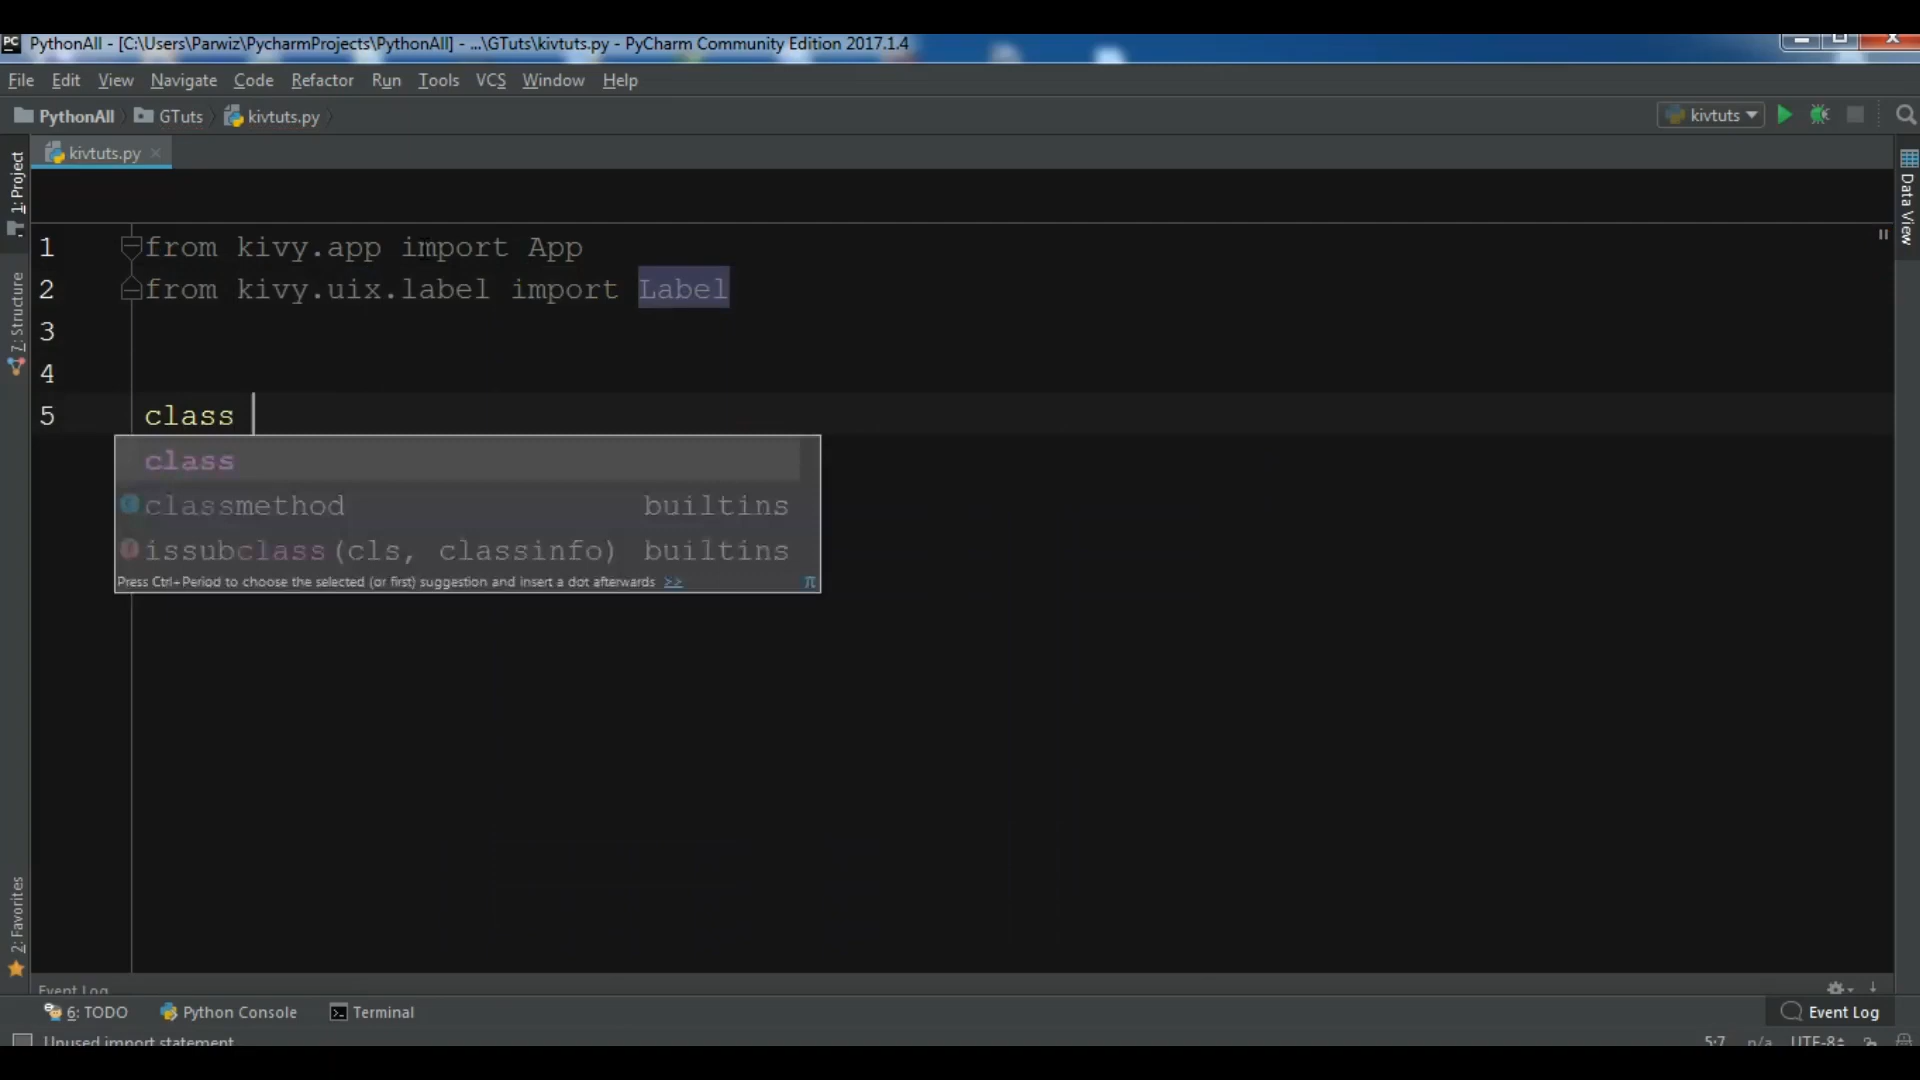 PC PythonAll - [C:\Users\Parwiz\PycharmProjects\PythonAll] - ...\GTuts\kivtuts.py - PyCharm Community Edition 2017.1.4
File Edit View Navigate Code Refactor Run Tools VCS Window Help
PythonAll GTuts kivtuts.py kivtuts
kivtuts.py
1: Project
7: Structure
2: Favorites
Data View
1 from kivy.app import App
2 from kivy.uix.label import Label
3
4
5 class
class
classmethod builtins
issubclass(cls, classinfo) builtins
Press Ctrl+Period to choose the selected (or first) suggestion and insert a dot afterwards >> π
Event Log
6: TODO Python Console Terminal Event Log
Unused import statement 5:7 n/a UTF-8